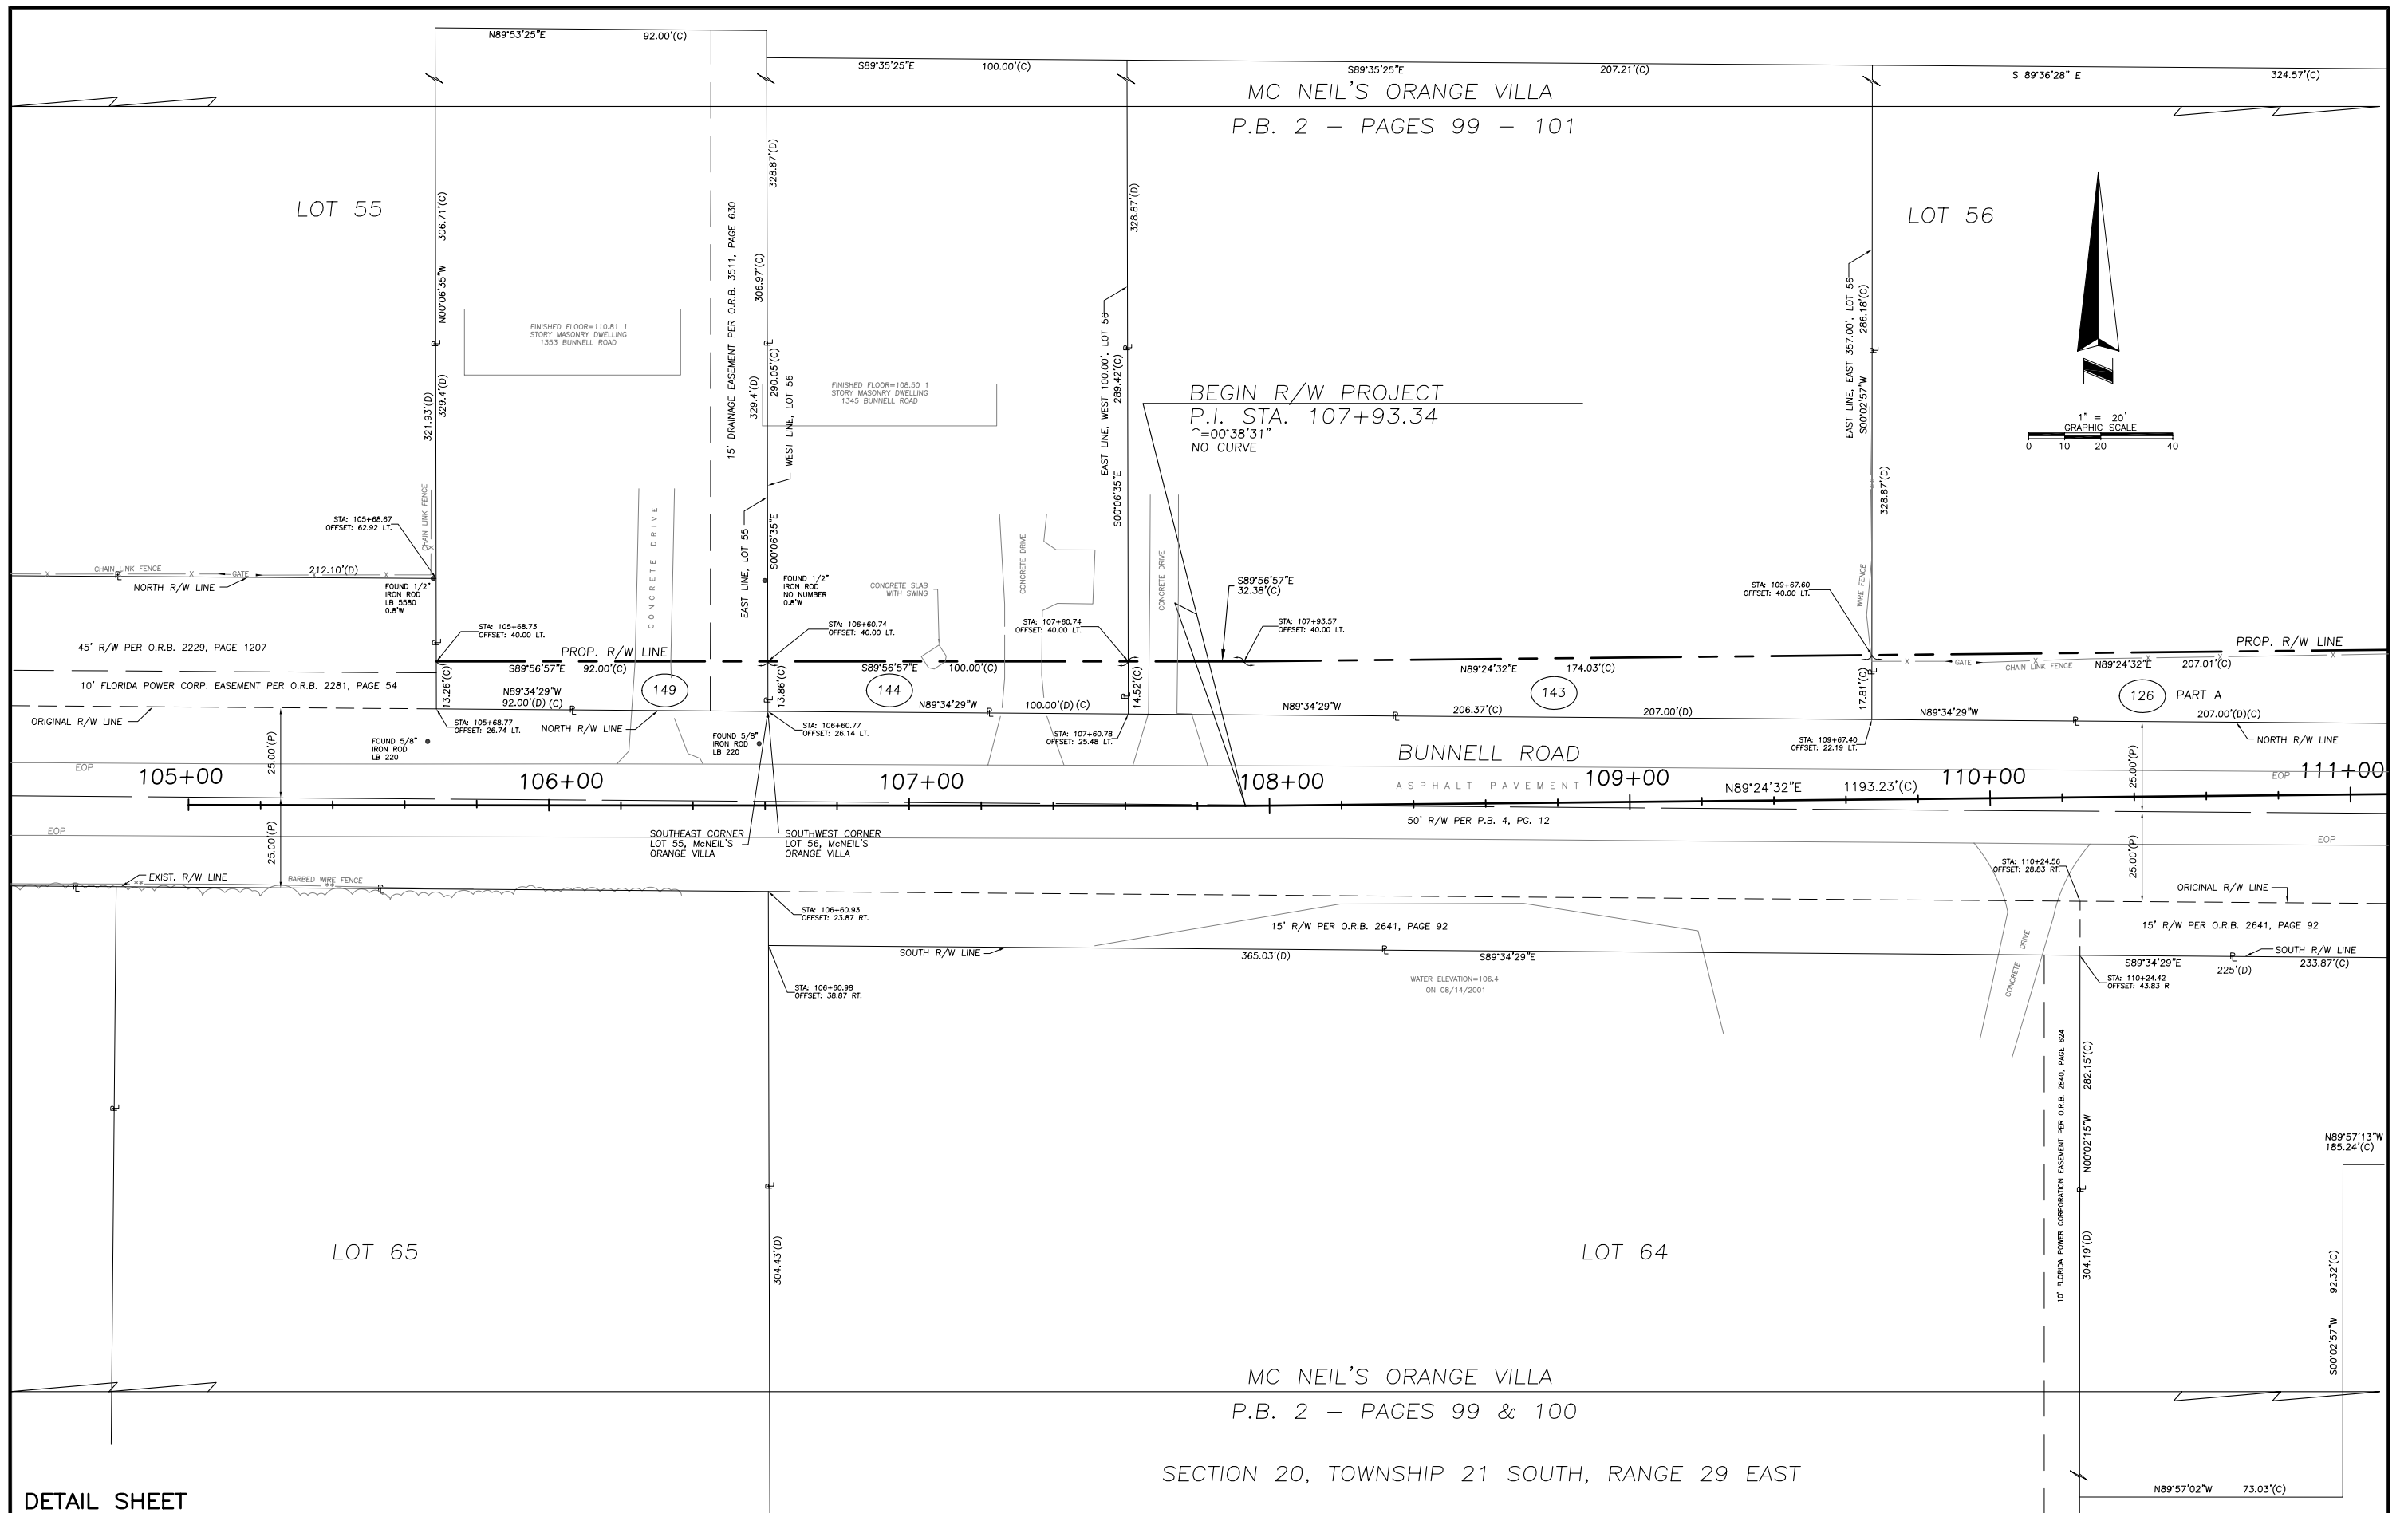 N89°53'25"E 92.00'(C)
S89°35'25"E 100.00'(C)
S89°35'25"E 207.21'(C)
S 89°36'28" E 324.57'(C)
MC NEIL'S ORANGE VILLA
P.B. 2 - PAGES 99 - 101
LOT 55
LOT 56
N00°06'35"W 306.71'(C)
321.93'(D)
329.4'(D)
15' DRAINAGE EASEMENT PER O.R.B. 3511, PAGE 630
328.87'(D)
306.97'(C)
329.4'(D)
290.05'(C)
WEST LINE, LOT 56
EAST LINE, LOT 55
S00°06'35"E
328.87'(D)
EAST LINE, WEST 100.00', LOT 56
S00°06'35"E 289.42'(C)
EAST LINE, EAST 357.00', LOT 56
S00°02'57"W 286.18'(C)
328.87'(D)
FINISHED FLOOR=110.81 1
STORY MASONRY DWELLING
1353 BUNNELL ROAD
FINISHED FLOOR=108.50 1
STORY MASONRY DWELLING
1345 BUNNELL ROAD
BEGIN R/W PROJECT
P.I. STA. 107+93.34
^=00°38'31"
NO CURVE
N
1" = 20'
GRAPHIC SCALE
0 10 20 40
STA: 105+68.67
OFFSET: 62.92 LT.
CHAIN LINK FENCE
X
X CHAIN LINK FENCE X GATE X 212.10'(D) X
NORTH R/W LINE
FOUND 1/2"
IRON ROD
LB 5580
0.8'W
CONCRETE DRIVE
FOUND 1/2"
IRON ROD
NO NUMBER
0.8'W
CONCRETE SLAB
WITH SWING
CONCRETE DRIVE
CONCRETE DRIVE
S89°56'57"E
32.38'(C)
STA: 109+67.60
OFFSET: 40.00 LT.
WIRE FENCE
STA: 105+68.73
OFFSET: 40.00 LT.
STA: 106+60.74
OFFSET: 40.00 LT.
STA: 107+60.74
OFFSET: 40.00 LT.
STA: 107+93.57
OFFSET: 40.00 LT.
45' R/W PER O.R.B. 2229, PAGE 1207
PROP. R/W LINE
PROP. R/W LINE
S89°56'57"E 92.00'(C)
S89°56'57"E 100.00'(C)
N89°24'32"E 174.03'(C)
X GATE X CHAIN LINK FENCE X X X
N89°24'32"E 207.01'(C)
10' FLORIDA POWER CORP. EASEMENT PER O.R.B. 2281, PAGE 54
13.26'(C)
N89°34'29"W
92.00'(D)(C)
149
13.86'(C)
144
N89°34'29"W 100.00'(D)(C)
14.52'(C)
N89°34'29"W
143
206.37'(C) 207.00'(D)
17.81'(C)
N89°34'29"W
126 PART A
207.00'(D)(C)
ORIGINAL R/W LINE
STA: 105+68.77
OFFSET: 26.74 LT.
NORTH R/W LINE
STA: 106+60.77
OFFSET: 26.14 LT.
STA: 107+60.78
OFFSET: 25.48 LT.
STA: 109+67.40
OFFSET: 22.19 LT.
NORTH R/W LINE
FOUND 5/8"
IRON ROD
LB 220
FOUND 5/8"
IRON ROD
LB 220
BUNNELL ROAD
25.00'(P)
25.00'(P)
EOP
EOP
105+00 106+00 107+00 108+00 109+00 110+00 111+00
ASPHALT PAVEMENT
N89°24'32"E 1193.23'(C)
50' R/W PER P.B. 4, PG. 12
EOP
EOP
25.00'(P)
25.00'(P)
SOUTHEAST CORNER
LOT 55, McNEIL'S
ORANGE VILLA
SOUTHWEST CORNER
LOT 56, McNEIL'S
ORANGE VILLA
STA: 110+24.56
OFFSET: 28.83 RT.
EXIST. R/W LINE
BARBED WIRE FENCE
ORIGINAL R/W LINE
STA: 106+60.93
OFFSET: 23.87 RT.
15' R/W PER O.R.B. 2641, PAGE 92
15' R/W PER O.R.B. 2641, PAGE 92
SOUTH R/W LINE
365.03'(D)
S89°34'29"E
SOUTH R/W LINE
S89°34'29"E 225'(D) 233.87'(C)
STA: 106+60.98
OFFSET: 38.87 RT.
WATER ELEVATION=106.4
ON 08/14/2001
CONCRETE DRIVE
STA: 110+24.42
OFFSET: 43.83 R
10' FLORIDA POWER CORPORATION EASEMENT PER O.R.B. 2840, PAGE 624
N00°02'15"W 282.15'(C)
304.19'(D)
N89°57'13"W
185.24'(C)
LOT 65
304.43'(D)
LOT 64
S00°02'57"W 92.32'(C)
MC NEIL'S ORANGE VILLA
P.B. 2 - PAGES 99 & 100
SECTION 20, TOWNSHIP 21 SOUTH, RANGE 29 EAST
N89°57'02"W 73.03'(C)
DETAIL SHEET